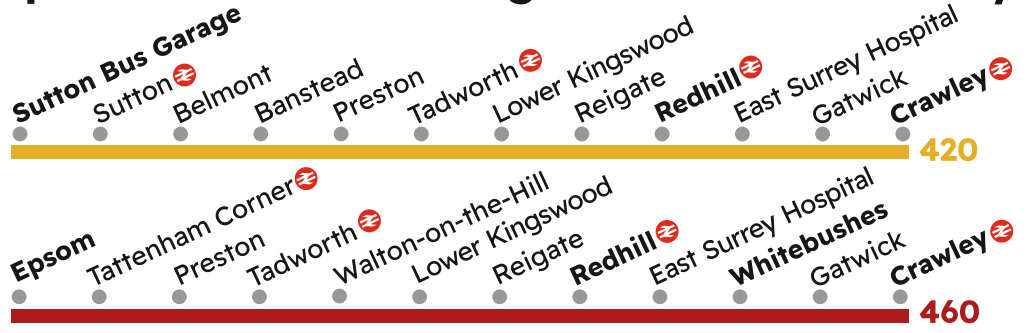 Sutton Bus Garage
Sutton
Belmont
Banstead
Preston
Tadworth
Lower Kingswood
Reigate
Redhill
East Surrey Hospital
Gatwick
Crawley
420
Epsom
Tattenham Corner
Preston
Tadworth
Walton-on-the-Hill
Lower Kingswood
Reigate
Redhill
East Surrey Hospital
Whitebushes
Gatwick
Crawley
460